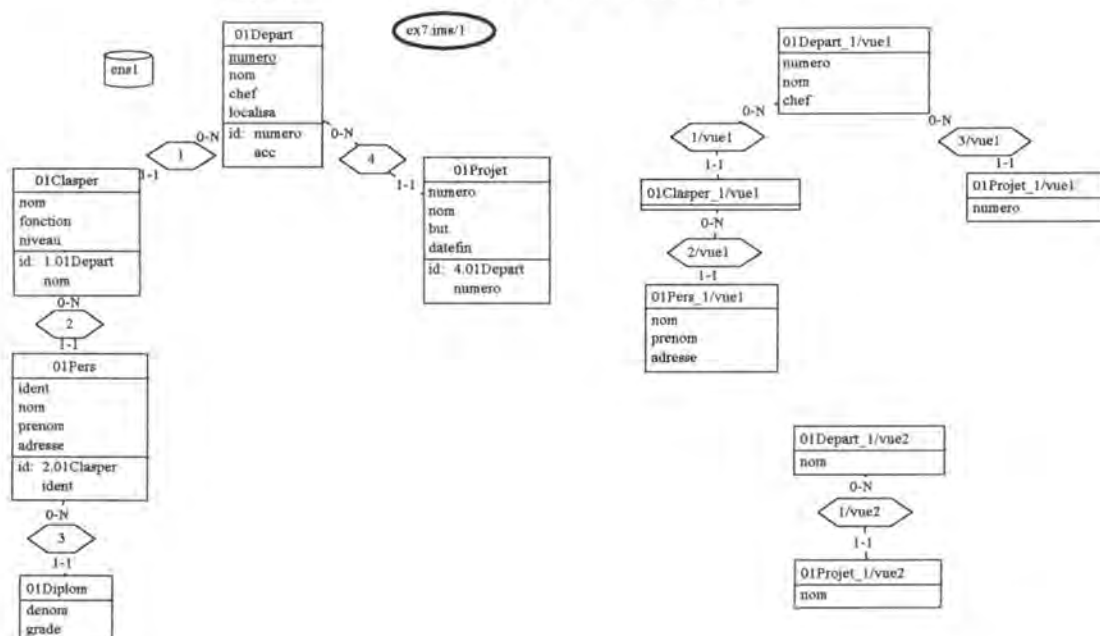 ens1
01Depart
numero
nom
chef
localisa
id: numero
acc
ex7.ims/1
0-N
1
1-1
0-N
4
1-1
01Clasper
nom
fonction
niveau
id: 1.01Depart
nom
01Projet
numero
nom
but
datefin
id: 4.01Depart
numero
0-N
2
1-1
01Pers
ident
nom
prenom
adresse
id: 2.01Clasper
ident
0-N
3
1-1
01Diplom
denom
grade
01Depart_1/vue1
numero
nom
chef
0-N
1/vue1
1-1
0-N
3/vue1
1-1
01Clasper_1/vue1
01Projet_1/vue1
numero
0-N
2/vue1
1-1
01Pers_1/vue1
nom
prenom
adresse
01Depart_1/vue2
nom
0-N
1/vue2
1-1
01Projet_1/vue2
nom